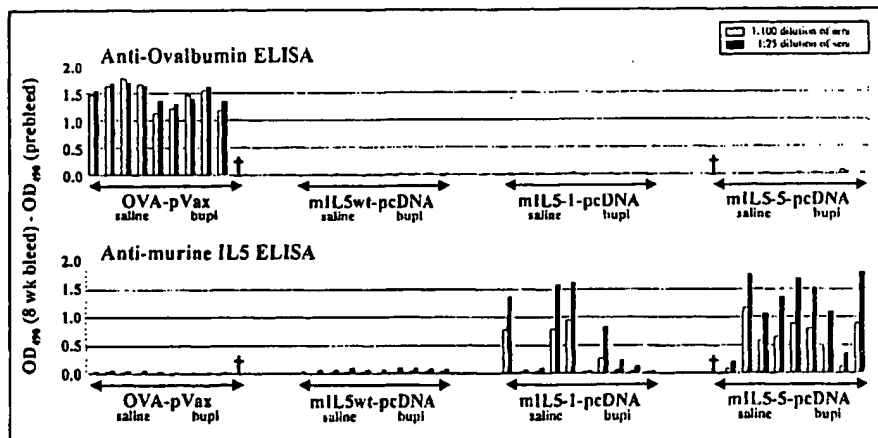 1:100 dilution of sera
1:25 dilution of sera
Anti-Ovalbumin ELISA
2.0
1.5
1.0
0.5
0.0
† †
OVA-pVax mIL5wt-pcDNA mIL5-1-pcDNA mIL5-5-pcDNA
saline bupi saline bupi saline bupi saline bupi
OD490 (8 wk bleed) - OD490 (prebleed)
Anti-murine IL5 ELISA
2.0
1.5
1.0
0.5
0.0
† †
OVA-pVax mIL5wt-pcDNA mIL5-1-pcDNA mIL5-5-pcDNA
saline bupi saline bupi saline bupi saline bupi